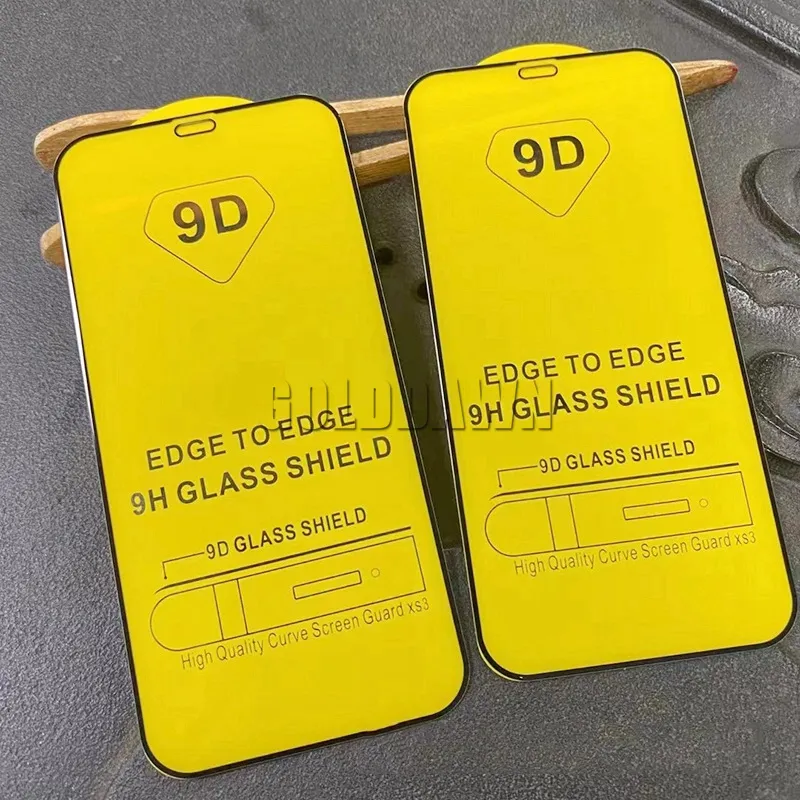 9D
EDGE TO EDGE
9H GLASS SHIELD
9D GLASS SHIELD
High Quality Curve Screen Guard xs3
9D
EDGE TO EDGE
9H GLASS SHIELD
9D GLASS SHIELD
High Quality Curve Screen Guard xs3
GOLDDAWN